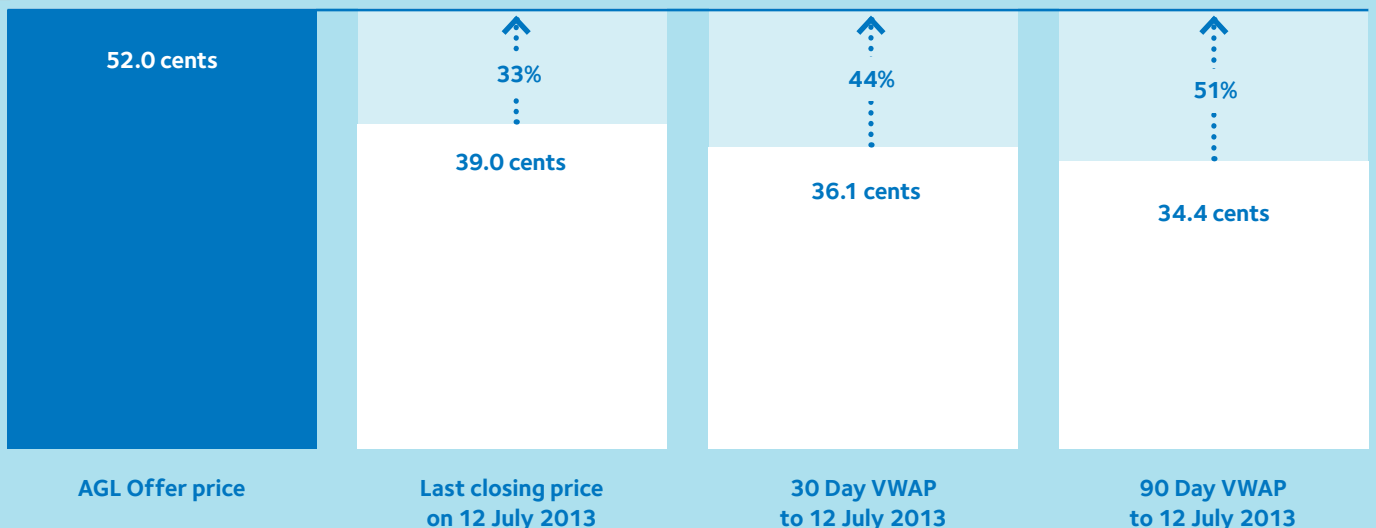 52.0 cents
33%
39.0 cents
44%
36.1 cents
51%
34.4 cents
AGL Offer price
Last closing price
on 12 July 2013
30 Day VWAP
to 12 July 2013
90 Day VWAP
to 12 July 2013